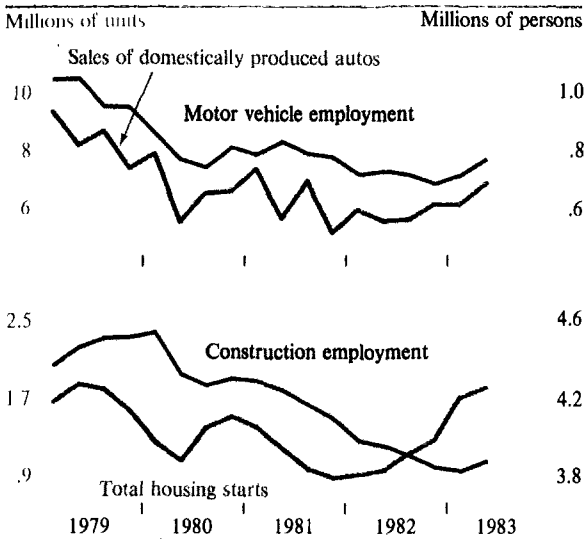 Millions of units Millions of persons
Sales of domestically produced autos
10 1.0
Motor vehicle employment
8 .8
6 .6
2.5 4.6
Construction employment
1 7 4.2
.9 3.8
Total housing starts
1979 1980 1981 1982 1983